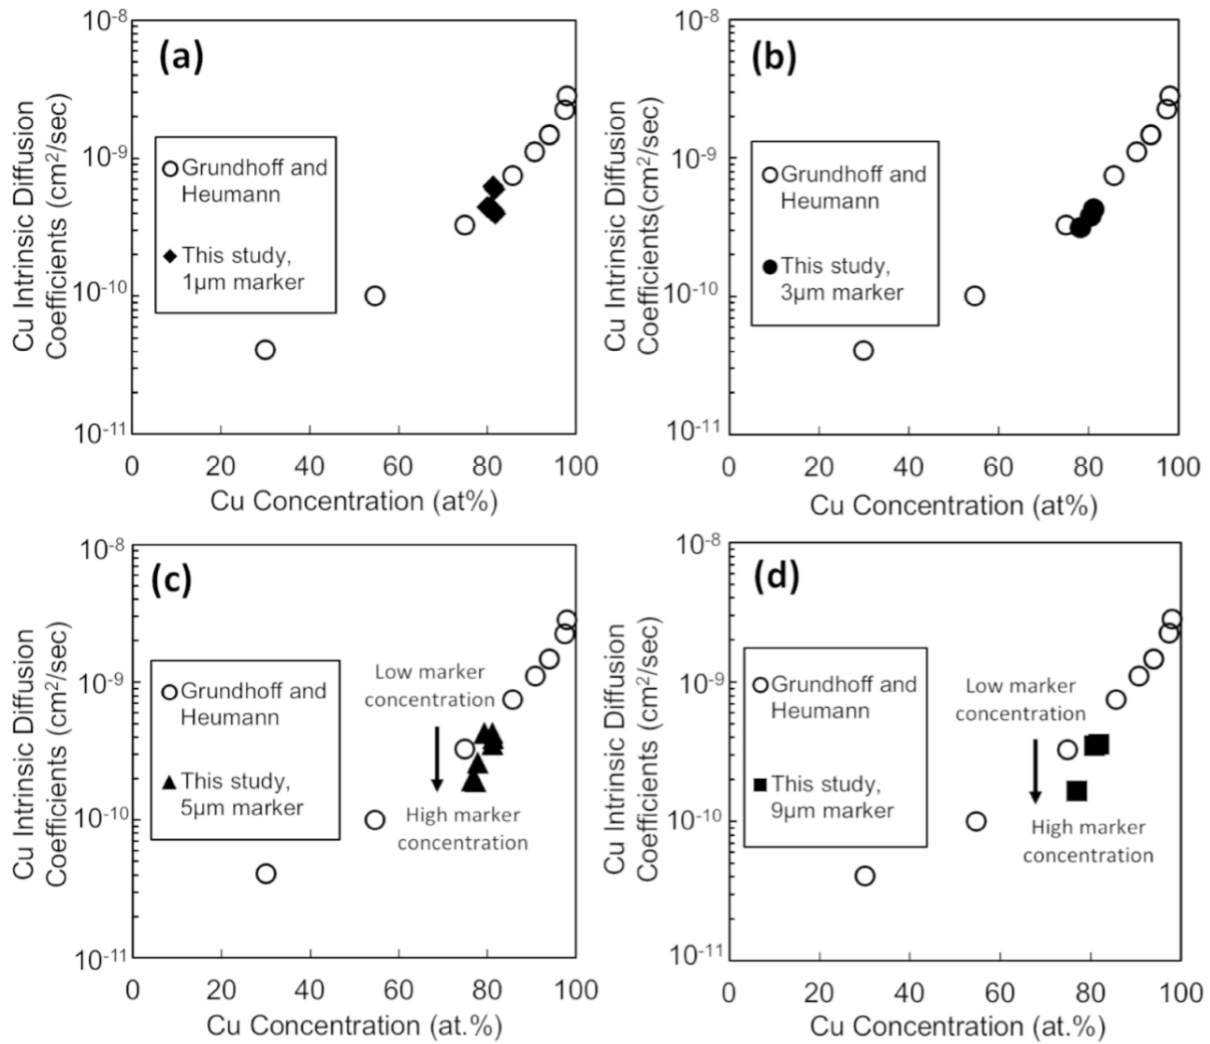 (a)
Cu Intrinsic Diffusion
Coefficients (cm²/sec)
10⁻⁸
10⁻⁹
10⁻¹⁰
10⁻¹¹
Grundhoff and
Heumann
This study,
1μm marker
0 20 40 60 80 100
Cu Concentration (at%)
(b)
Cu Intrinsic Diffusion
Coefficients(cm²/sec)
10⁻⁸
10⁻⁹
10⁻¹⁰
10⁻¹¹
Grundhoff and
Heumann
This study,
3μm marker
0 20 40 60 80 100
Cu Concentration (at%)
(c)
Cu Intrinsic Diffusion
Coefficients (cm²/sec)
10⁻⁸
10⁻⁹
10⁻¹⁰
10⁻¹¹
Grundhoff and
Heumann
This study,
5μm marker
Low marker
concentration
High marker
concentration
0 20 40 60 80 100
Cu Concentration (at.%)
(d)
Cu Intrinsic Diffusion
Coefficients (cm²/sec)
10⁻⁸
10⁻⁹
10⁻¹⁰
10⁻¹¹
Grundhoff and
Heumann
This study,
9μm marker
Low marker
concentration
High marker
concentration
0 20 40 60 80 100
Cu Concentration (at.%)